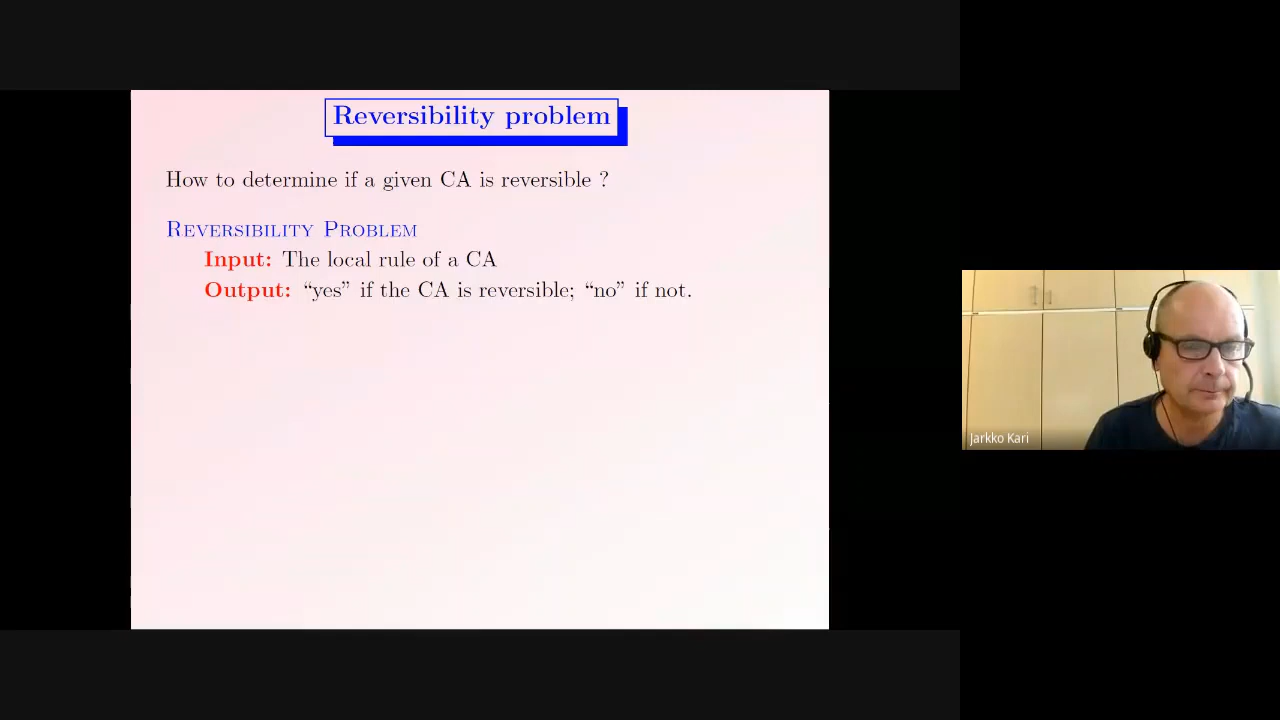 Reversibility problem
How to determine if a given CA is reversible ?
Reversibility Problem
Input: The local rule of a CA
Output: “yes” if the CA is reversible; “no” if not.
Jarkko Kari